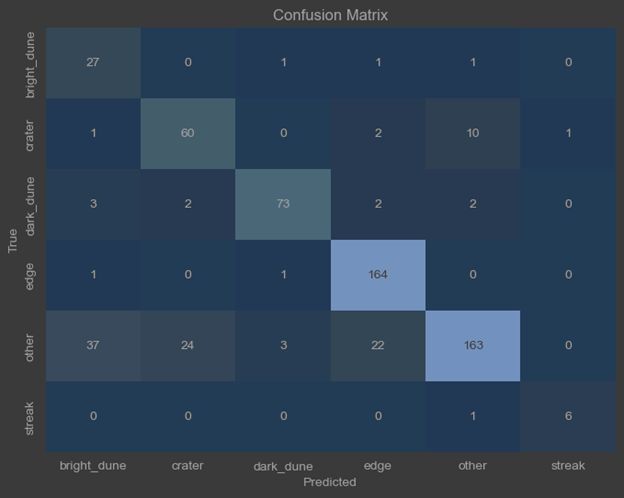 Confusion Matrix
True
bright_dune 27 0 1 1 1 0
crater 1 60 0 2 10 1
dark_dune 3 2 73 2 2 0
edge 1 0 1 164 0 0
other 37 24 3 22 163 0
streak 0 0 0 0 1 6
bright_dune crater dark_dune edge other streak
Predicted